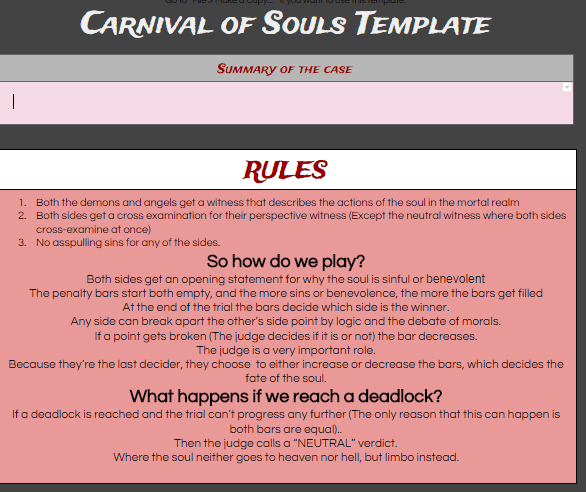 Go to "File > Make a Copy..." if you want to use this template.
Carnival of Souls Template
Summary of the case
RULES
1. Both the demons and angels get a witness that describes the actions of the soul in the mortal realm
2. Both sides get a cross examination for their perspective witness (Except the neutral witness where both sides
cross-examine at once)
3. No asspulling sins for any of the sides.
So how do we play?
Both sides get an opening statement for why the soul is sinful or benevolent
The penalty bars start both empty, and the more sins or benevolence, the more the bars get filled
At the end of the trial the bars decide which side is the winner.
Any side can break apart the other's side point by logic and the debate of morals.
If a point gets broken (The judge decides if it is or not) the bar decreases.
The judge is a very important role.
Because they're the last decider, they choose to either increase or decrease the bars, which decides the
fate of the soul.
What happens if we reach a deadlock?
If a deadlock is reached and the trial can't progress any further (The only reason that this can happen is
both bars are equal)..
Then the judge calls a "NEUTRAL" verdict.
Where the soul neither goes to heaven nor hell, but limbo instead.